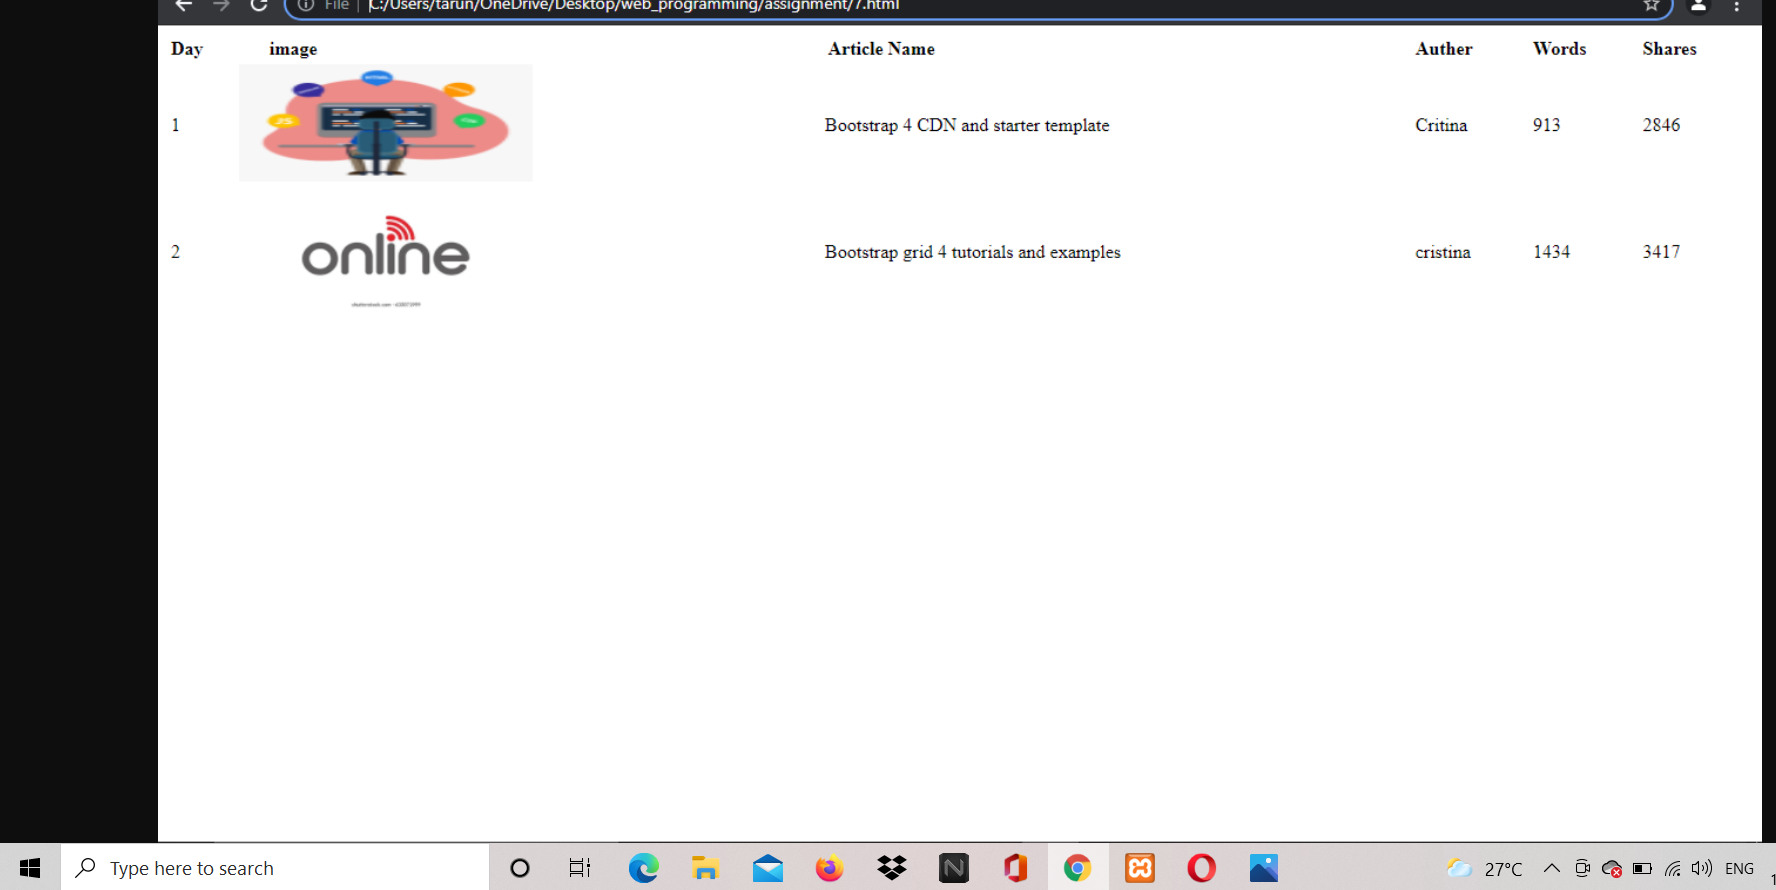 File C:/Users/tarun/OneDrive/Desktop/web_programming/assignment/7.html
Day image Article Name Auther Words Shares
JS
1 Bootstrap 4 CDN and starter template Critina 913 2846
online
2 Bootstrap grid 4 tutorials and examples cristina 1434 3417
Type here to search
27°C ENG